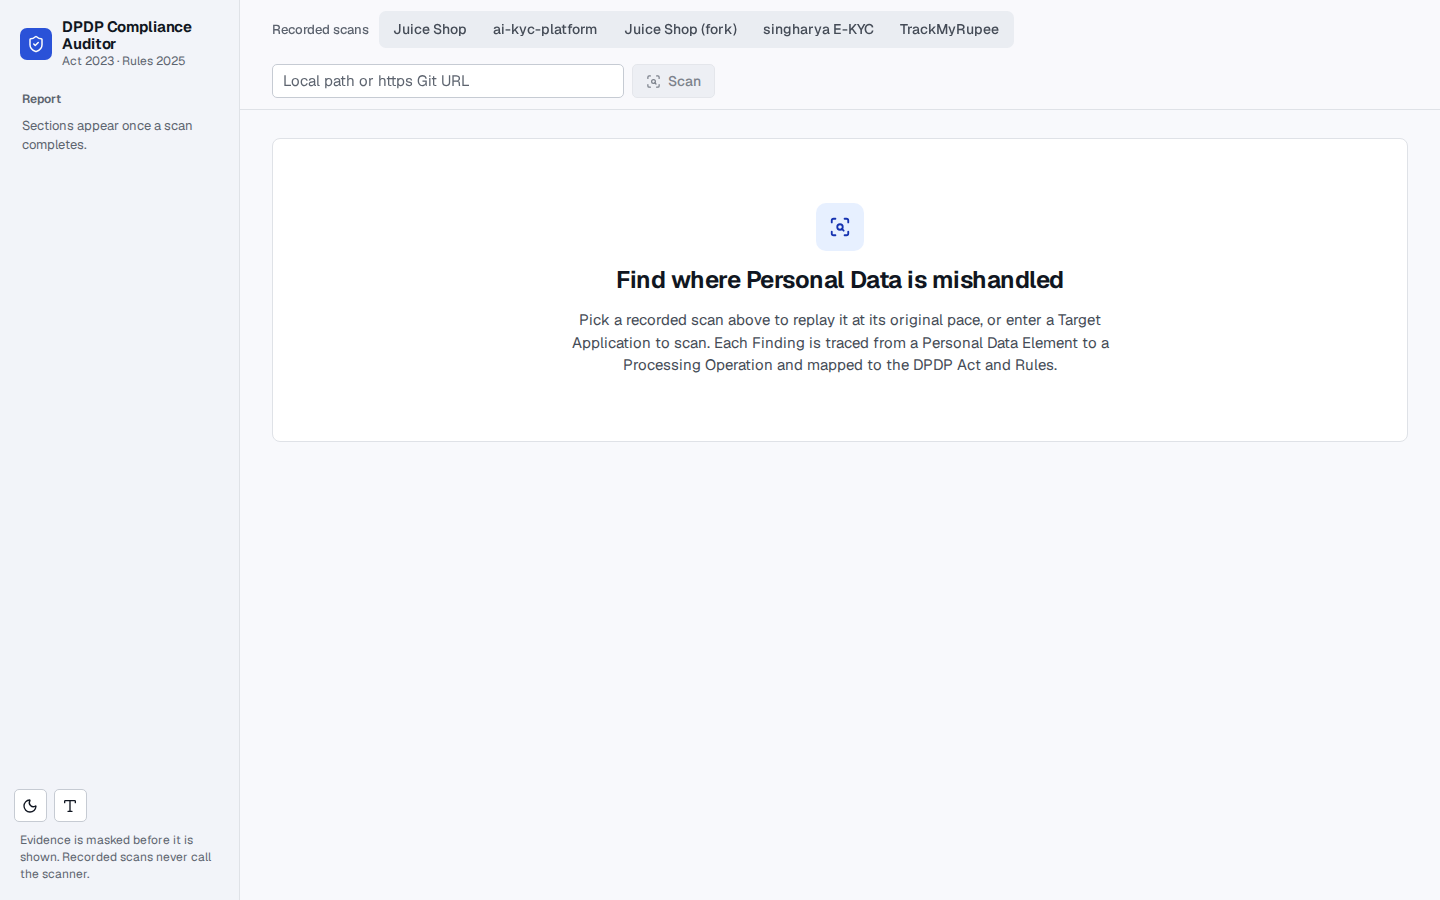 DPDP Compliance
Auditor
Act 2023 · Rules 2025
Report
Sections appear once a scan
completes.
Recorded scans
Juice Shop
ai-kyc-platform
Juice Shop (fork)
singharya E-KYC
TrackMyRupee
Local path or https Git URL
Scan
Find where Personal Data is mishandled
Pick a recorded scan above to replay it at its original pace, or enter a Target
Application to scan. Each Finding is traced from a Personal Data Element to a
Processing Operation and mapped to the DPDP Act and Rules.
T
Evidence is masked before it is
shown. Recorded scans never call
the scanner.